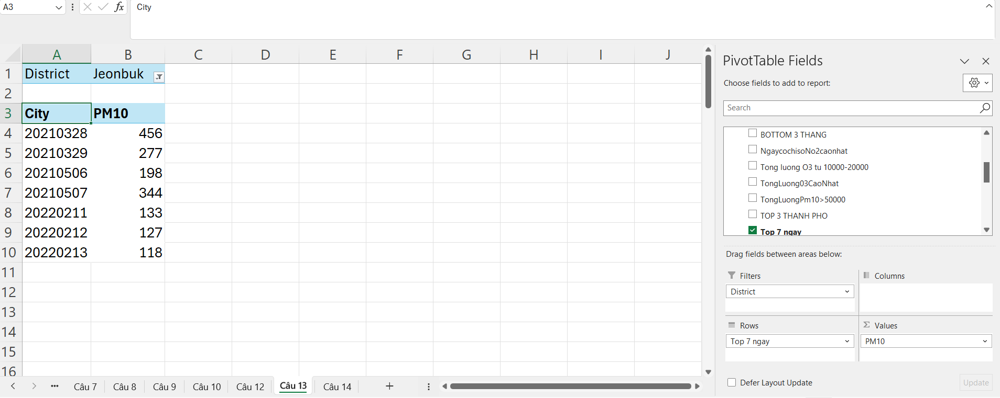 A3
fx
City
A B C D E F G H I J
1 District Jeonbuk
2
3 City PM10
4 20210328 456
5 20210329 277
6 20210506 198
7 20210507 344
8 20220211 133
9 20220212 127
10 20220213 118
11
12
13
14
15
16
Câu 7 Câu 8 Câu 9 Câu 10 Câu 12 Câu 13 Câu 14
PivotTable Fields
Choose fields to add to report:
Search
BOTTOM 3 THANG
NgaycochisoNo2caonhat
Tong luong O3 tu 10000-20000
TongLuong03CaoNhat
TongLuongPm10>50000
TOP 3 THANH PHO
Top 7 ngay
Drag fields between areas below:
Filters Columns
District
Rows Σ Values
Top 7 ngay PM10
Defer Layout Update Update